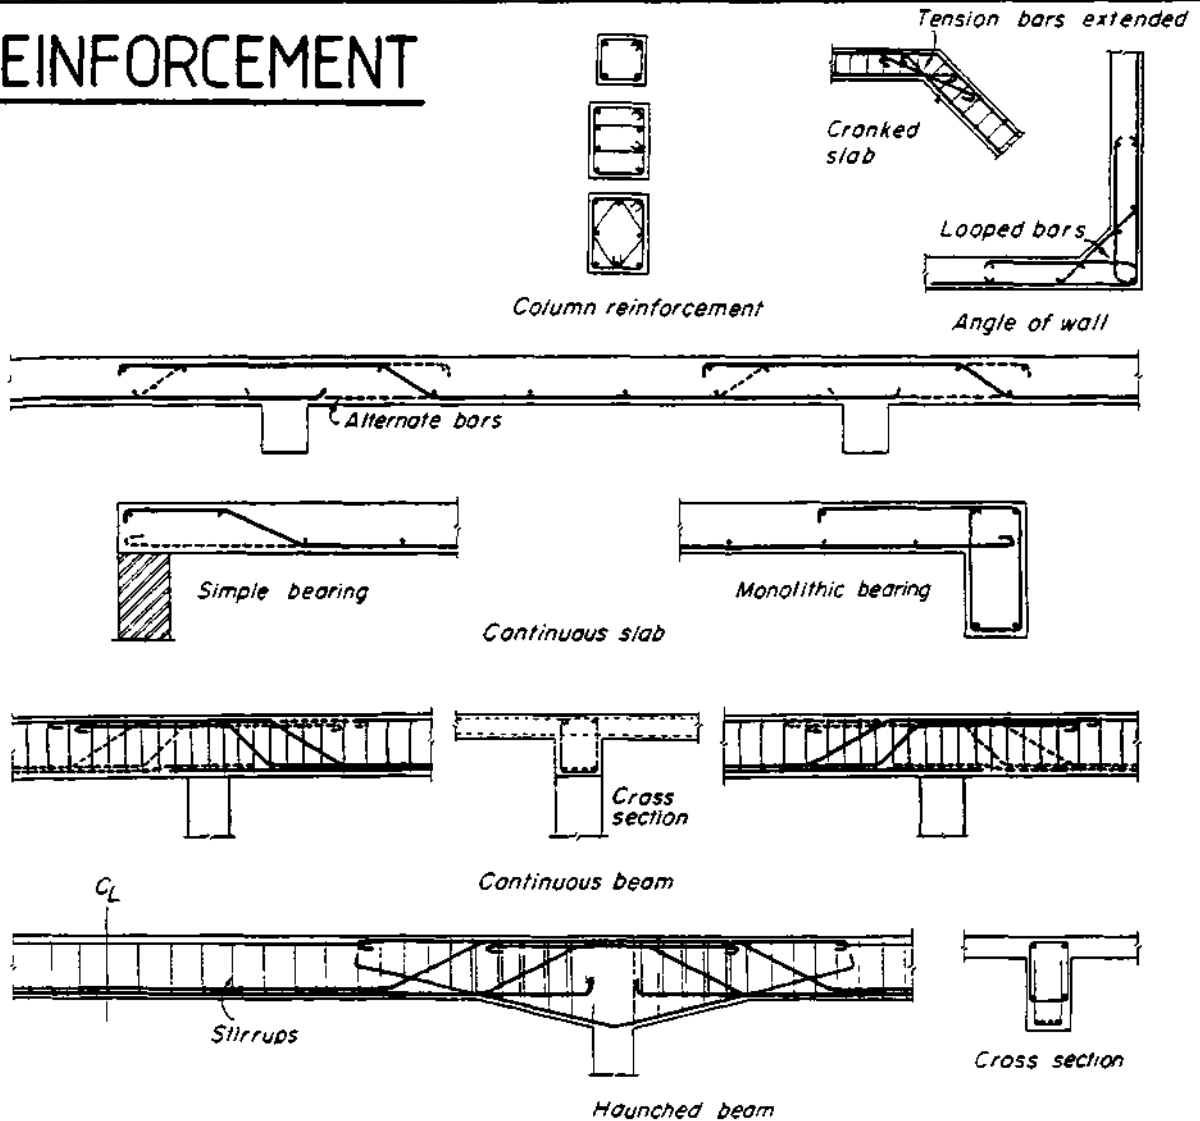 EINFORCEMENT
Tension bars extended
Cranked
slab
Looped bars
Column reinforcement
Angle of wall
Alternate bars
Simple bearing
Monolithic bearing
Continuous slab
Cross
section
Continuous beam
CL
Stirrups
Cross section
Haunched beam